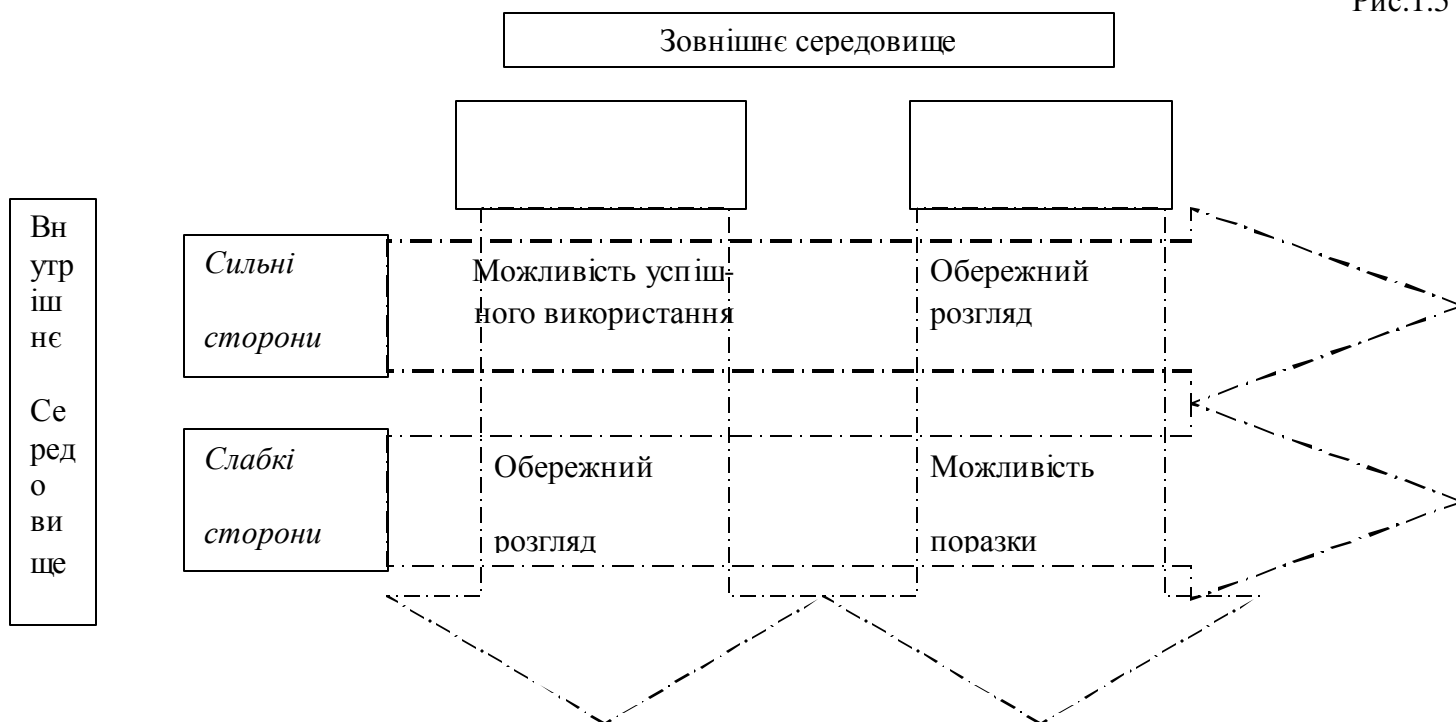 Рис.1.5
Зовнішнє середовище
Вн
утр
іш
нє
Се
ред
о
ви
ще
Сильні
сторони
Можливість успіш-
ного використання
Обережний
розгляд
Слабкі
сторони
Обережний
розгляд
Можливість
поразки